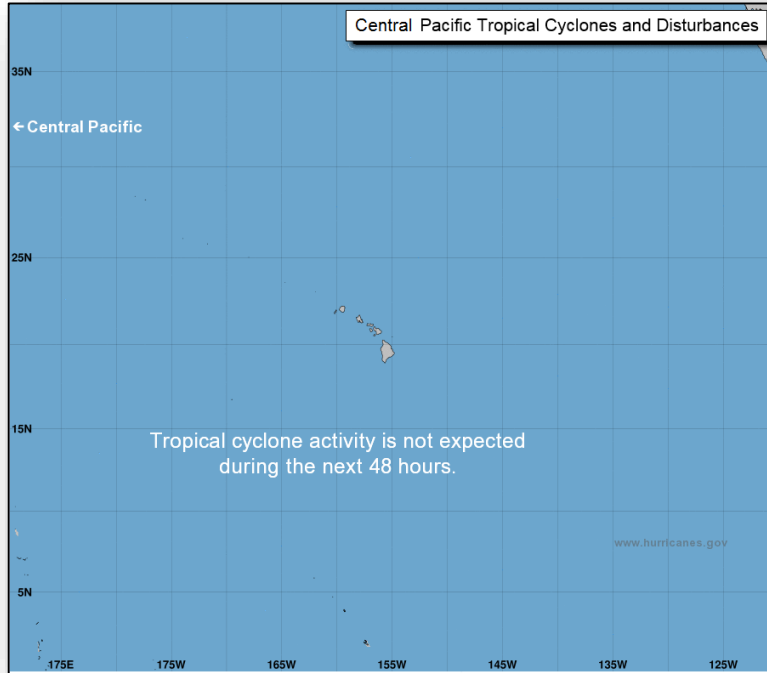 Central Pacific Tropical Cyclones and Disturbances
35N
←Central Pacific
25N
15N
Tropical cyclone activity is not expected
during the next 48 hours.
www.hurricanes.gov
5N
175E 175W 165W 155W 145W 135W 125W